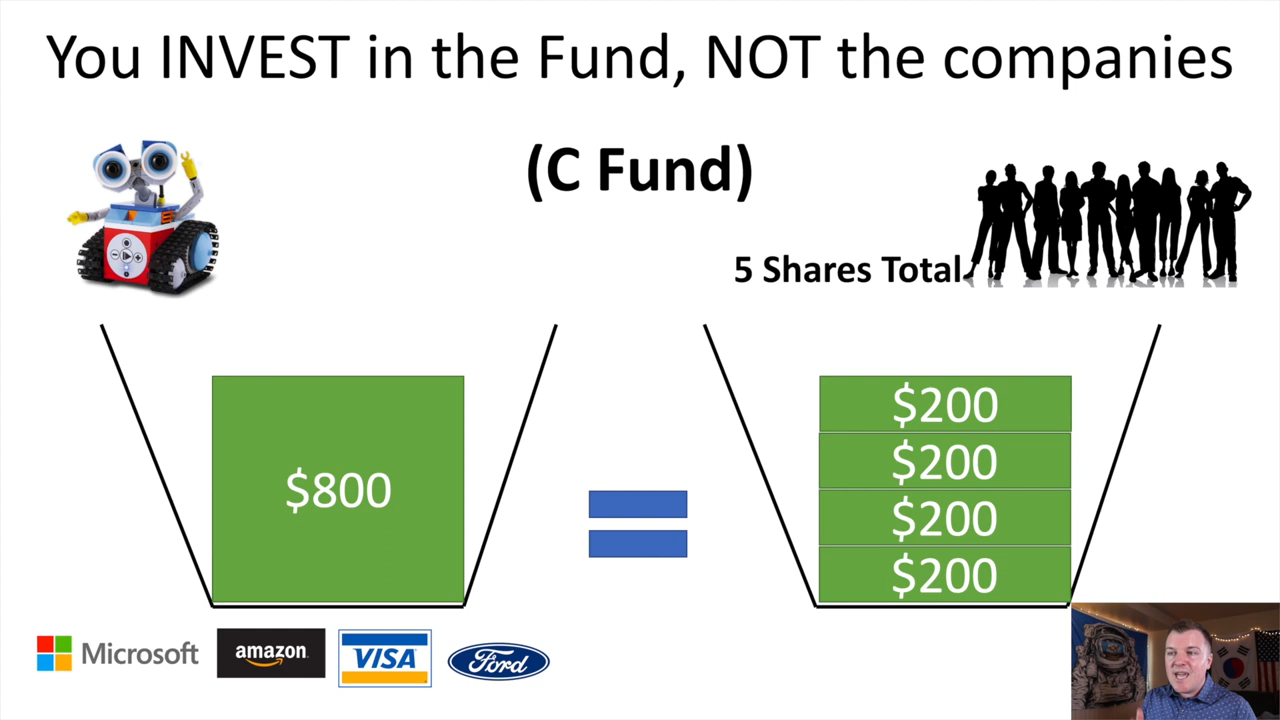 You INVEST in the Fund, NOT the companies
(C Fund)
5 Shares Total
$800
$200
$200
$200
$200
Microsoft
amazon
VISA
Ford